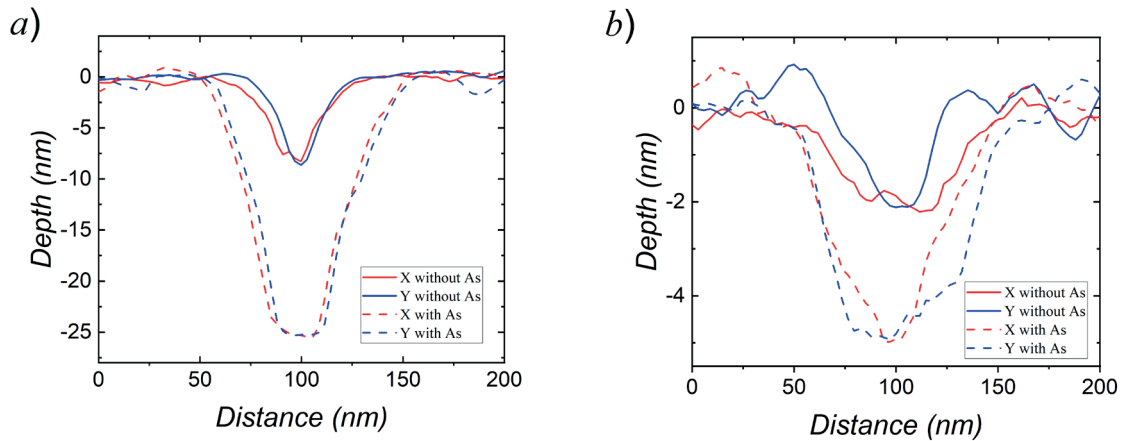 a)
0
-5
-10
-15
-20
-25
Depth (nm)
X without As
Y without As
X with As
Y with As
0 50 100 150 200
Distance (nm)
b)
0
-2
-4
Depth (nm)
X without As
Y without As
X with As
Y with As
0 50 100 150 200
Distance (nm)